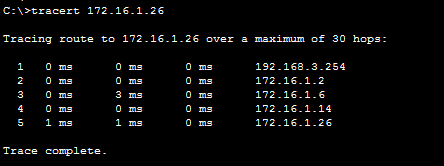 C:\>tracert 172.16.1.26
Tracing route to 172.16.1.26 over a maximum of 30 hops:
1 0 ms 0 ms 0 ms 192.168.3.254
2 0 ms 0 ms 0 ms 172.16.1.2
3 0 ms 3 ms 0 ms 172.16.1.6
4 0 ms 0 ms 0 ms 172.16.1.14
5 1 ms 1 ms 0 ms 172.16.1.26
Trace complete.